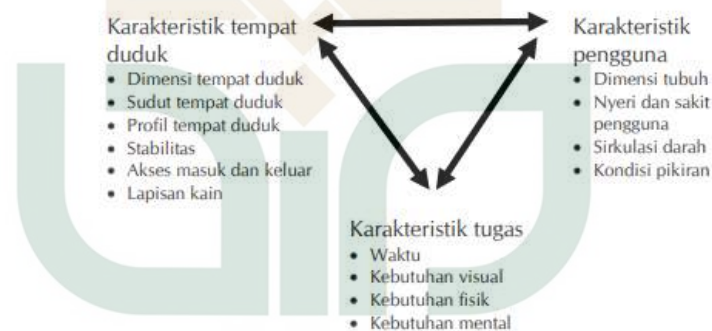 Karakteristik tempat
duduk
• Dimensi tempat duduk
• Sudut tempat duduk
• Profil tempat duduk
• Stabilitas
• Akses masuk dan keluar
• Lapisan kain
Karakteristik
pengguna
• Dimensi tubuh
• Nyeri dan sakit
pengguna
• Sirkulasi darah
• Kondisi pikiran
Karakteristik tugas
• Waktu
• Kebutuhan visual
• Kebutuhan fisik
• Kebutuhan mental